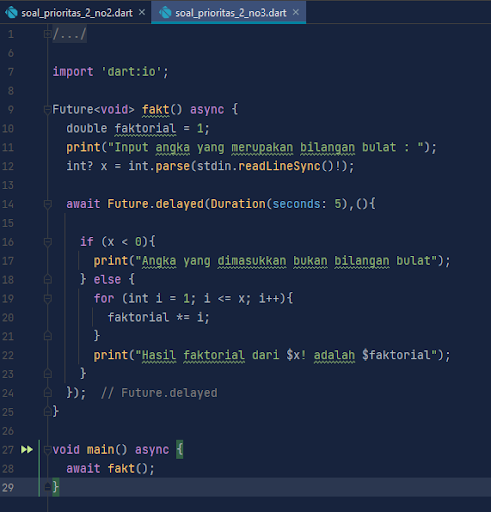 soal_prioritas_2_no2.dart × soal_prioritas_2_no3.dart ×
1 /.../
6
7 import 'dart:io';
8
9 Future<void> fakt() async {
10 double faktorial = 1;
11 print("Input angka yang merupakan bilangan bulat : ");
12 int? x = int.parse(stdin.readLineSync()!);
13
14 await Future.delayed(Duration(seconds: 5),(){
15
16 if (x < 0){
17 print("Angka yang dimasukkan bukan bilangan bulat");
18 } else {
19 for (int i = 1; i <= x; i++){
20 faktorial *= i;
21 }
22 print("Hasil faktorial dari $x! adalah $faktorial");
23 }
24 }); // Future.delayed
25 }
26
27 void main() async {
28 await fakt();
29 }